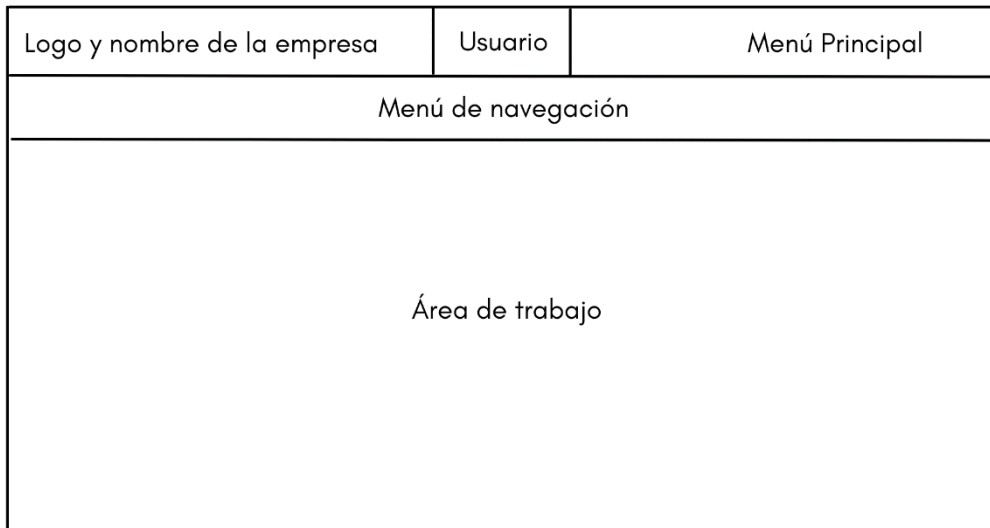 Logo y nombre de la empresa
Usuario
Menú Principal
Menú de navegación
Área de trabajo